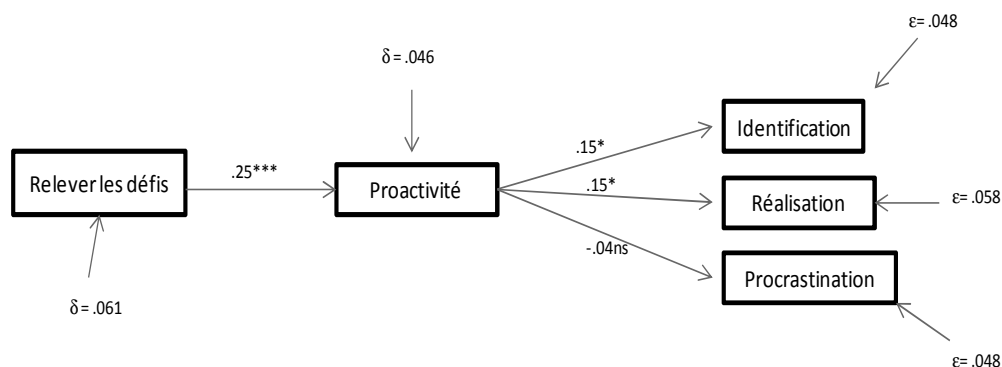 ε= .048
δ= .046
Identification
.15*
Relever les défis
.25***
Proactivité
.15*
Réalisation
ε= .058
-.04ns
Procrastination
δ= .061
ε= .048